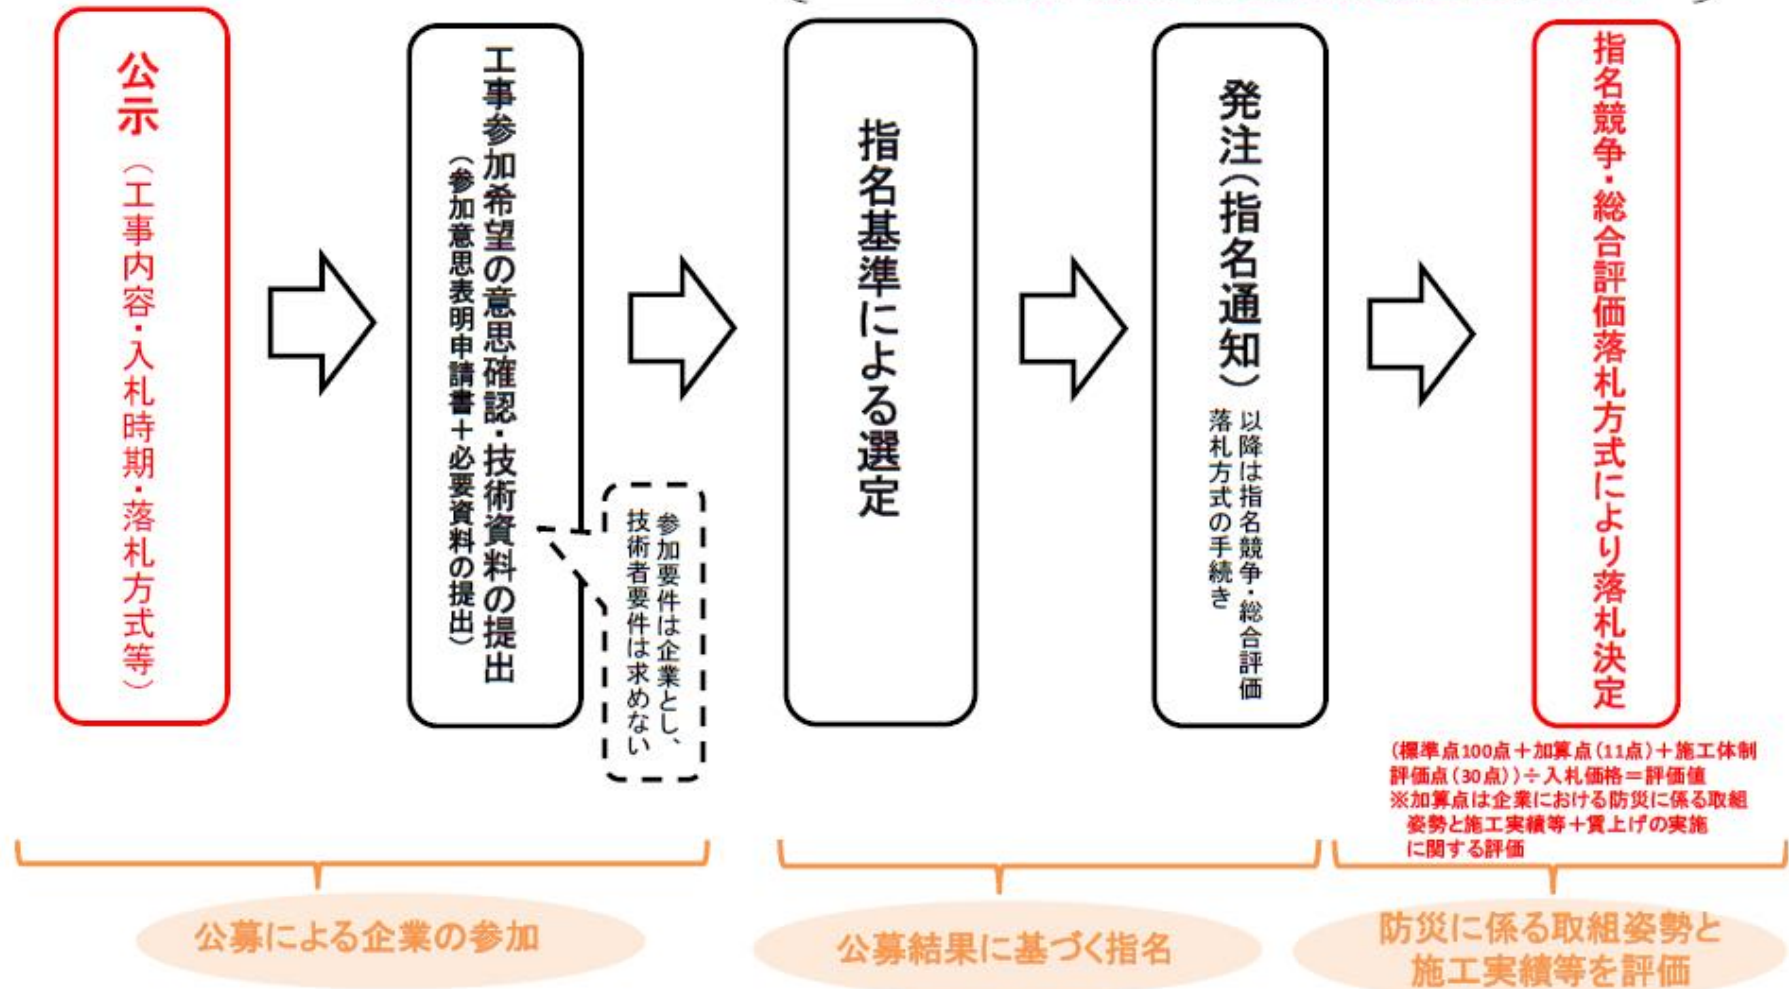 公示（工事内容・入札時期・落札方式等）
工事参加希望の意思確認・技術資料の提出
（参加意思表明申請書＋必要資料の提出）
参加要件は企業とし、
技術者要件は求めない
指名基準による選定
発注（指名通知）
以降は指名競争・総合評価
落札方式の手続き
指名競争・総合評価落札方式により落札決定
（標準点100点＋加算点（11点）＋施工体制
評価点（30点））÷入札価格＝評価値
※加算点は企業における防災に係る取組
姿勢と施工実績等＋賃上げの実施
に関する評価
公募による企業の参加
公募結果に基づく指名
防災に係る取組姿勢と
施工実績等を評価